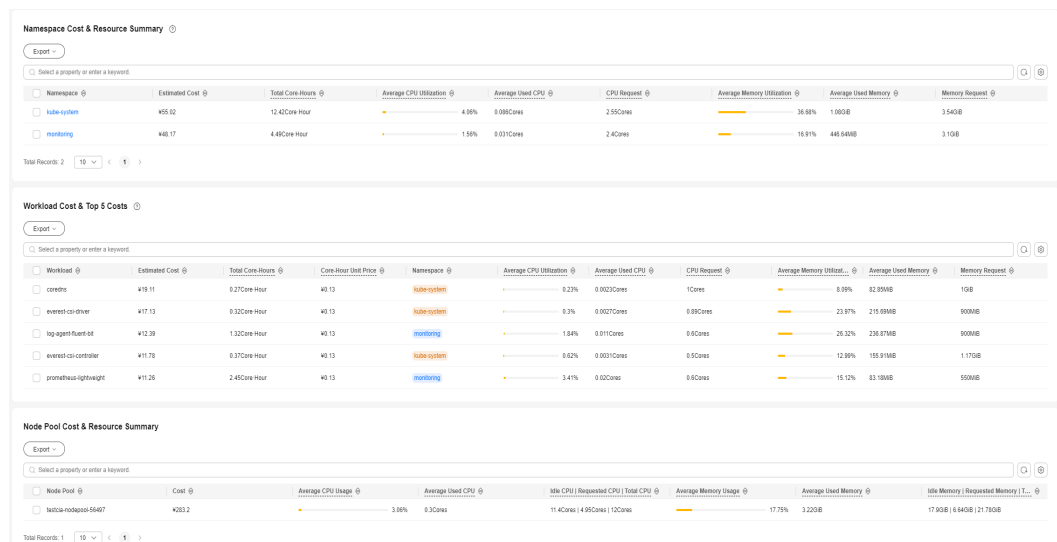 Namespace Cost & Resource Summary
Export
Select a property or enter a keyword.
Namespace Estimated Cost Total Core-Hours Average CPU Utilization Average Used CPU CPU Request Average Memory Utilization Average Used Memory Memory Request
kube-system ¥55.02 12.42Core·Hour 4.06% 0.086Cores 2.55Cores 36.68% 1.08GiB 3.54GiB
monitoring ¥48.17 4.49Core·Hour 1.56% 0.031Cores 2.4Cores 16.91% 446.64MiB 3.1GiB
Total Records: 2 10 1
Workload Cost & Top 5 Costs
Export
Select a property or enter a keyword.
Workload Estimated Cost Total Core-Hours Core-Hour Unit Price Namespace Average CPU Utilization Average Used CPU CPU Request Average Memory Utilizat... Average Used Memory Memory Request
coredns ¥19.11 0.27Core·Hour ¥0.13 kube-system 0.23% 0.0023Cores 1Cores 8.09% 82.85MiB 1GiB
everest-csi-driver ¥17.13 0.32Core·Hour ¥0.13 kube-system 0.3% 0.0027Cores 0.89Cores 23.97% 215.69MiB 900MiB
log-agent-fluent-bit ¥12.39 1.32Core·Hour ¥0.13 monitoring 1.84% 0.011Cores 0.6Cores 26.32% 236.87MiB 900MiB
everest-csi-controller ¥11.78 0.37Core·Hour ¥0.13 kube-system 0.62% 0.0031Cores 0.5Cores 12.99% 155.91MiB 1.17GiB
prometheus-lightweight ¥11.26 2.45Core·Hour ¥0.13 monitoring 3.41% 0.02Cores 0.6Cores 15.12% 83.18MiB 550MiB
Node Pool Cost & Resource Summary
Export
Select a property or enter a keyword.
Node Pool Cost Average CPU Usage Average Used CPU Idle CPU | Requested CPU | Total CPU Average Memory Usage Average Used Memory Idle Memory | Requested Memory | T...
testcia-nodepool-56497 ¥283.2 3.06% 0.3Cores 11.4Cores | 4.95Cores | 12Cores 17.75% 3.22GiB 17.9GiB | 6.64GiB | 21.78GiB
Total Records: 1 10 1